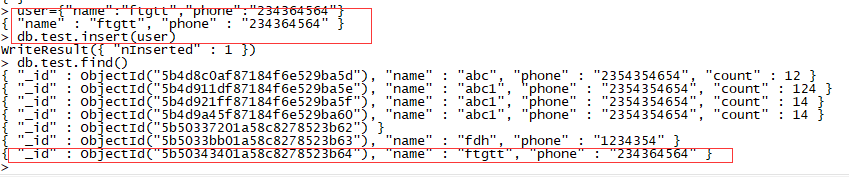 { }
> user={"name":"ftgtt","phone":"234364564"}
{ "name" : "ftgtt", "phone" : "234364564" }
> db.test.insert(user)
WriteResult({ "nInserted" : 1 })
> db.test.find()
{ "_id" : ObjectId("5b4d8c0af87184f6e529ba5d"), "name" : "abc", "phone" : "2354354654", "count" : 12 }
{ "_id" : ObjectId("5b4d911df87184f6e529ba5e"), "name" : "abc1", "phone" : "2354354654", "count" : 124 }
{ "_id" : ObjectId("5b4d921ff87184f6e529ba5f"), "name" : "abc1", "phone" : "2354354654", "count" : 14 }
{ "_id" : ObjectId("5b4d9a45f87184f6e529ba60"), "name" : "abc1", "phone" : "2354354654", "count" : 14 }
{ "_id" : ObjectId("5b50337201a58c8278523b62") }
{ "_id" : ObjectId("5b5033bb01a58c8278523b63"), "name" : "fdh", "phone" : "1234354" }
{ "_id" : ObjectId("5b50343401a58c8278523b64"), "name" : "ftgtt", "phone" : "234364564" }
>